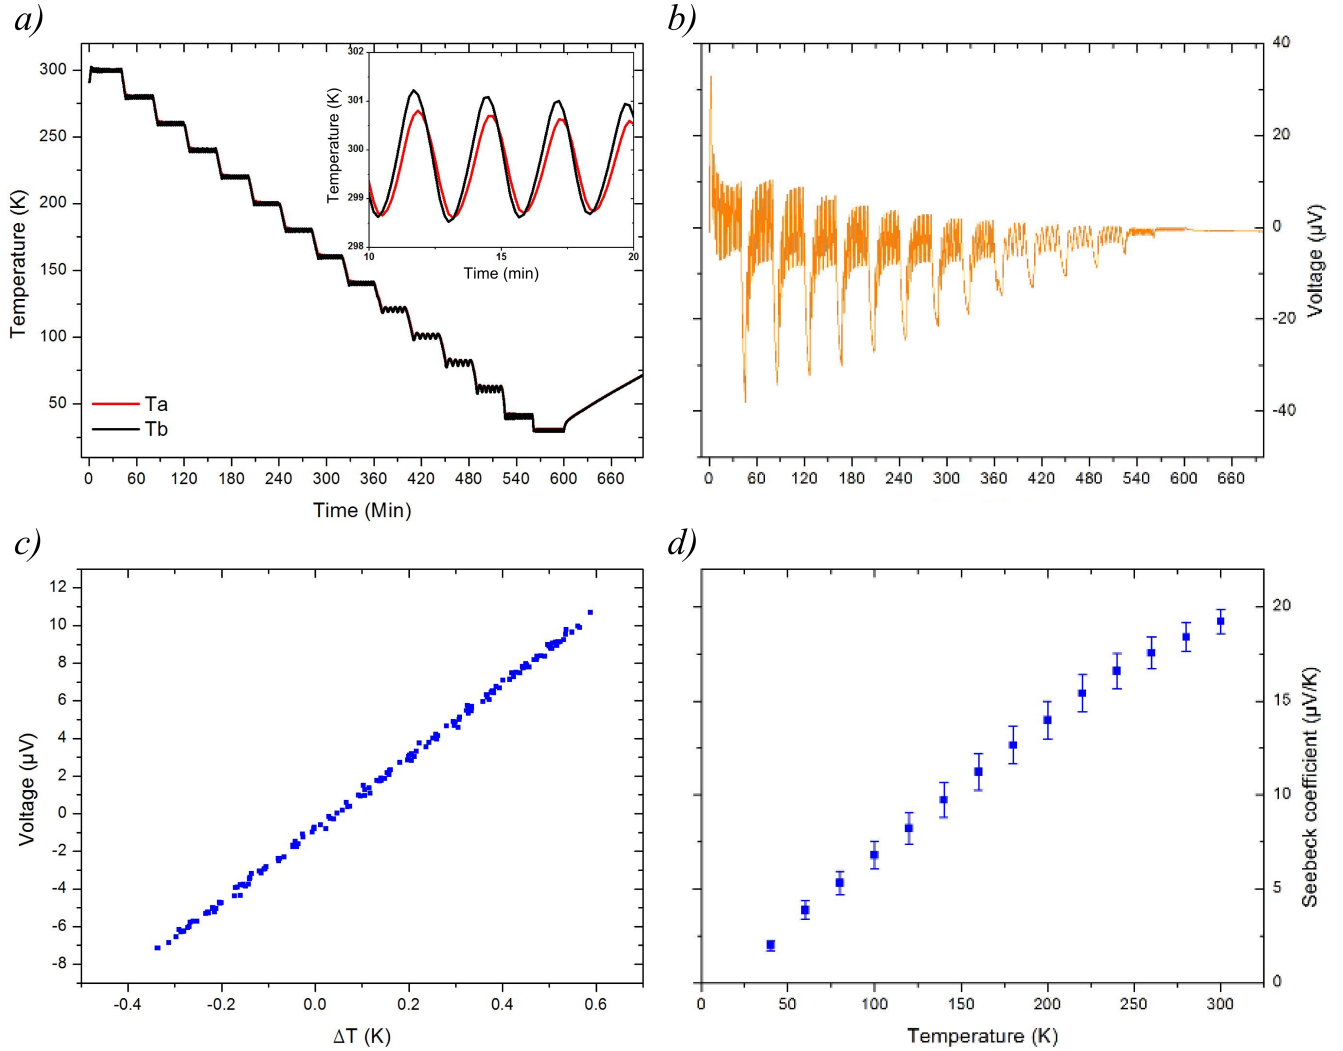 a)
300
250
200
150
100
50
Temperature (K)
0 60 120 180 240 300 360 420 480 540 600 660
Time (Min)
Ta
Tb
302
301
300
299
298
Temperature (K)
10 15 20
Time (min)
b)
40
20
0
-20
-40
Voltage (µV)
0 60 120 180 240 300 360 420 480 540 600 660
c)
12
10
8
6
4
2
0
-2
-4
-6
-8
Voltage (µV)
-0.4 -0.2 0.0 0.2 0.4 0.6
ΔT (K)
d)
20
15
10
5
0
Seebeck coefficient (µV/K)
0 50 100 150 200 250 300
Temperature (K)